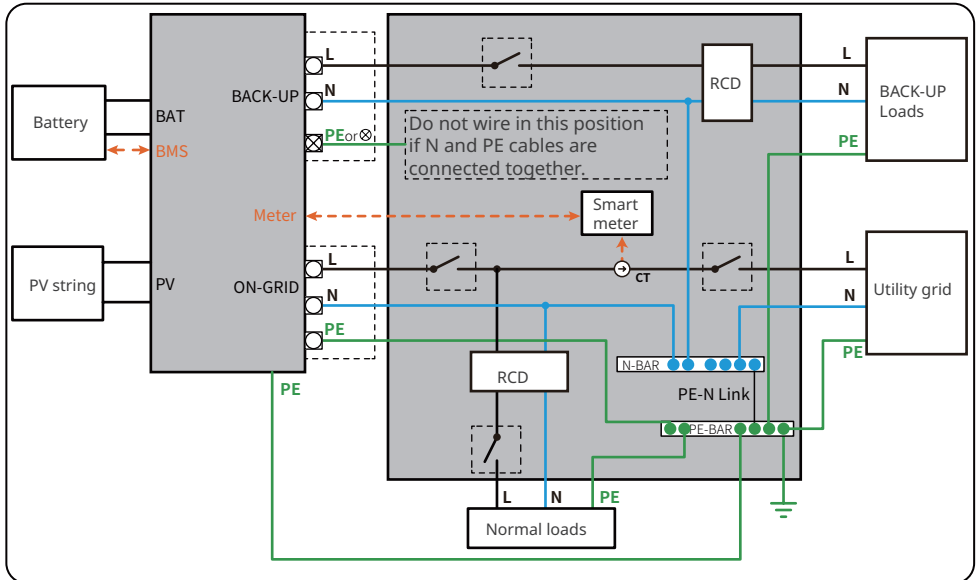 L
RCD
L
BACK-UP
Loads
Battery
BAT
BACK-UP
N
N
BMS
PEor
Do not wire in this position
if N and PE cables are
connected together.
PE
Meter
Smart
meter
PV string
PV
ON-GRID
L
CT
L
Utility grid
N
N
PE
PE
N-BAR
RCD
PE-N Link
PE
PE-BAR
L
N
PE
Normal loads